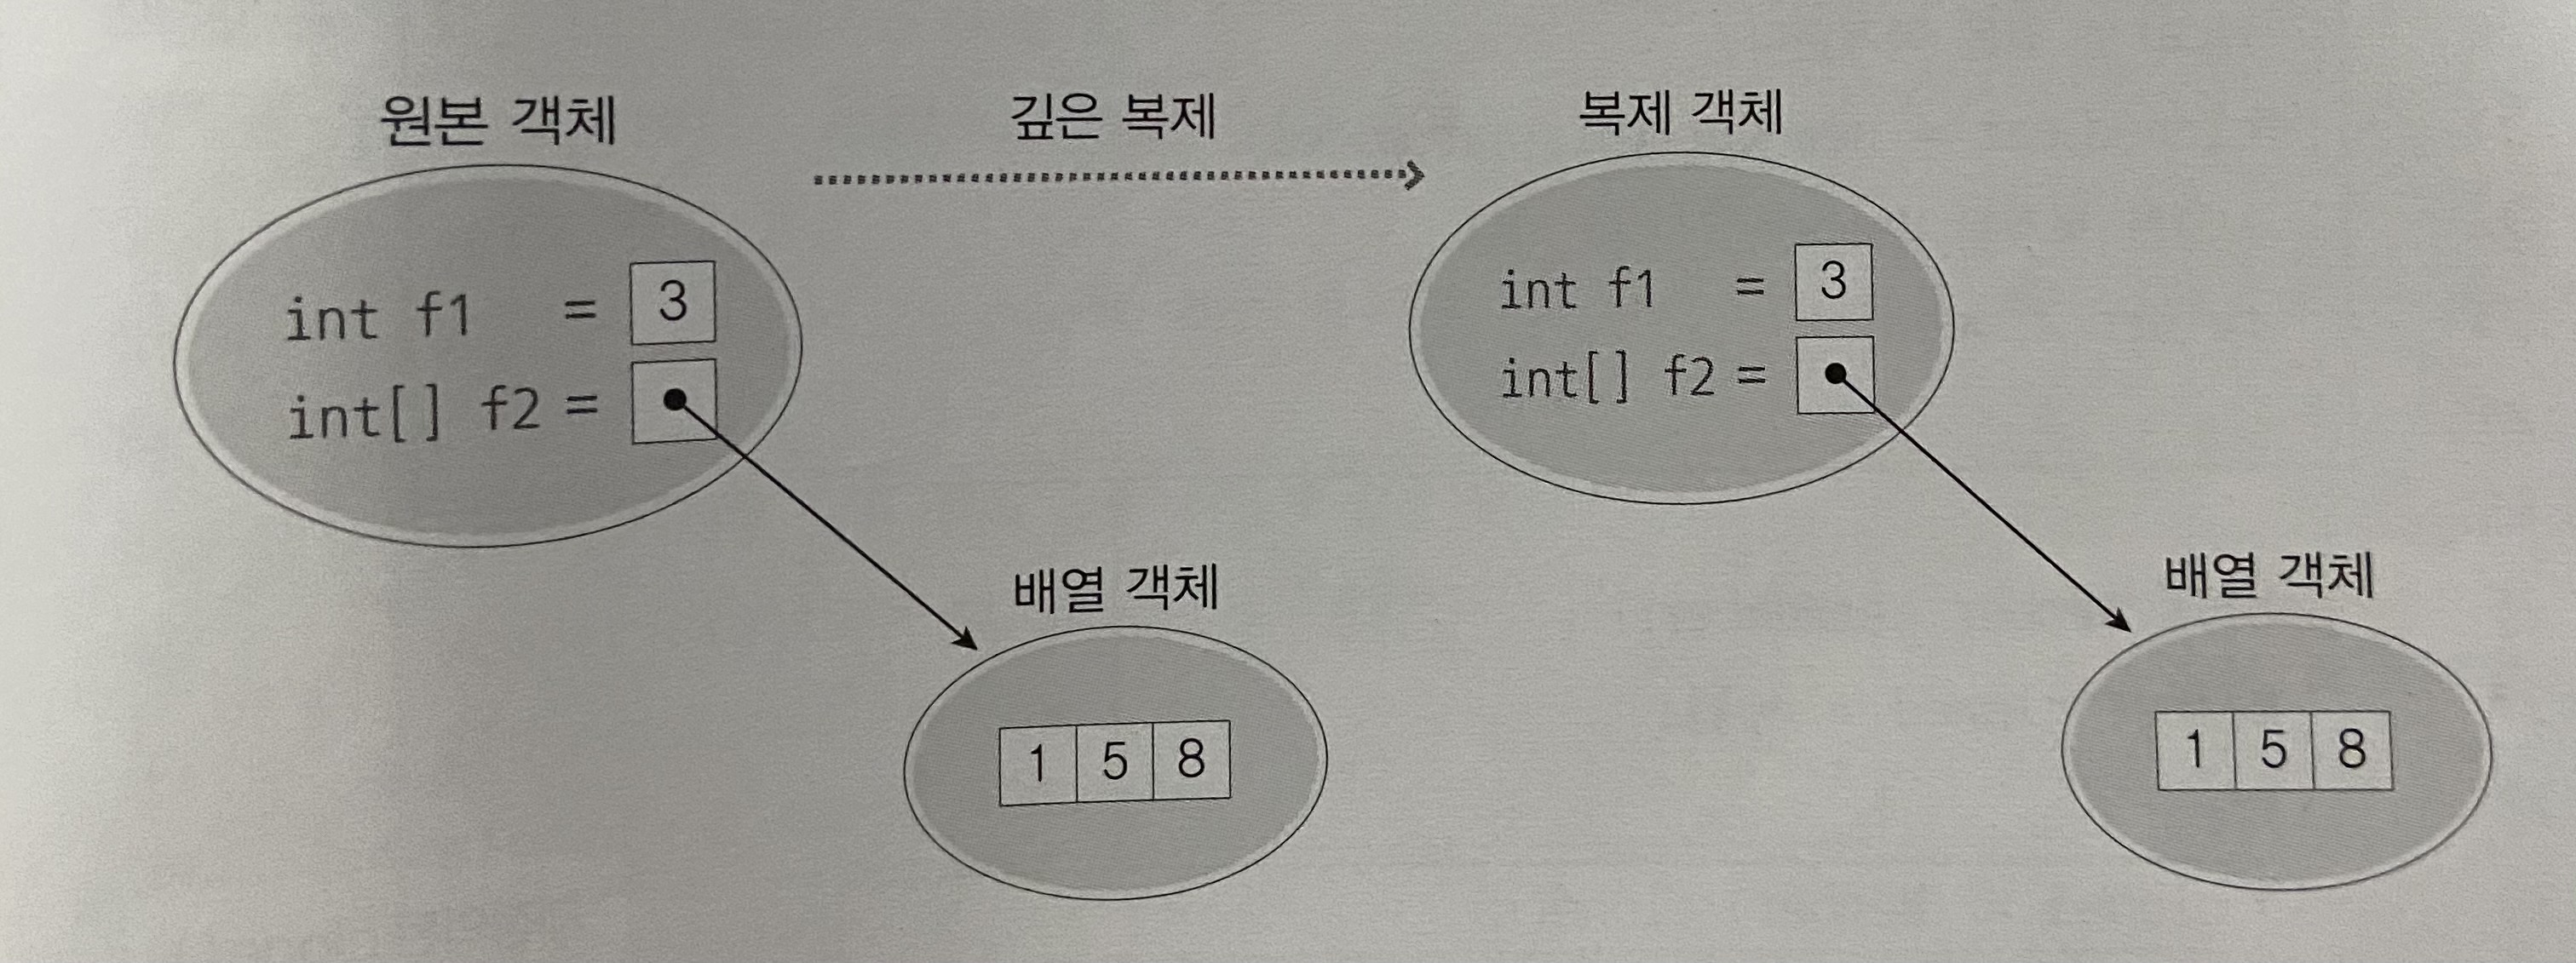 원본 객체
깊은 복제
복제 객체
int f1 = 3
int[] f2 =
int f1 = 3
int[] f2 =
배열 객체
1 5 8
배열 객체
1 5 8